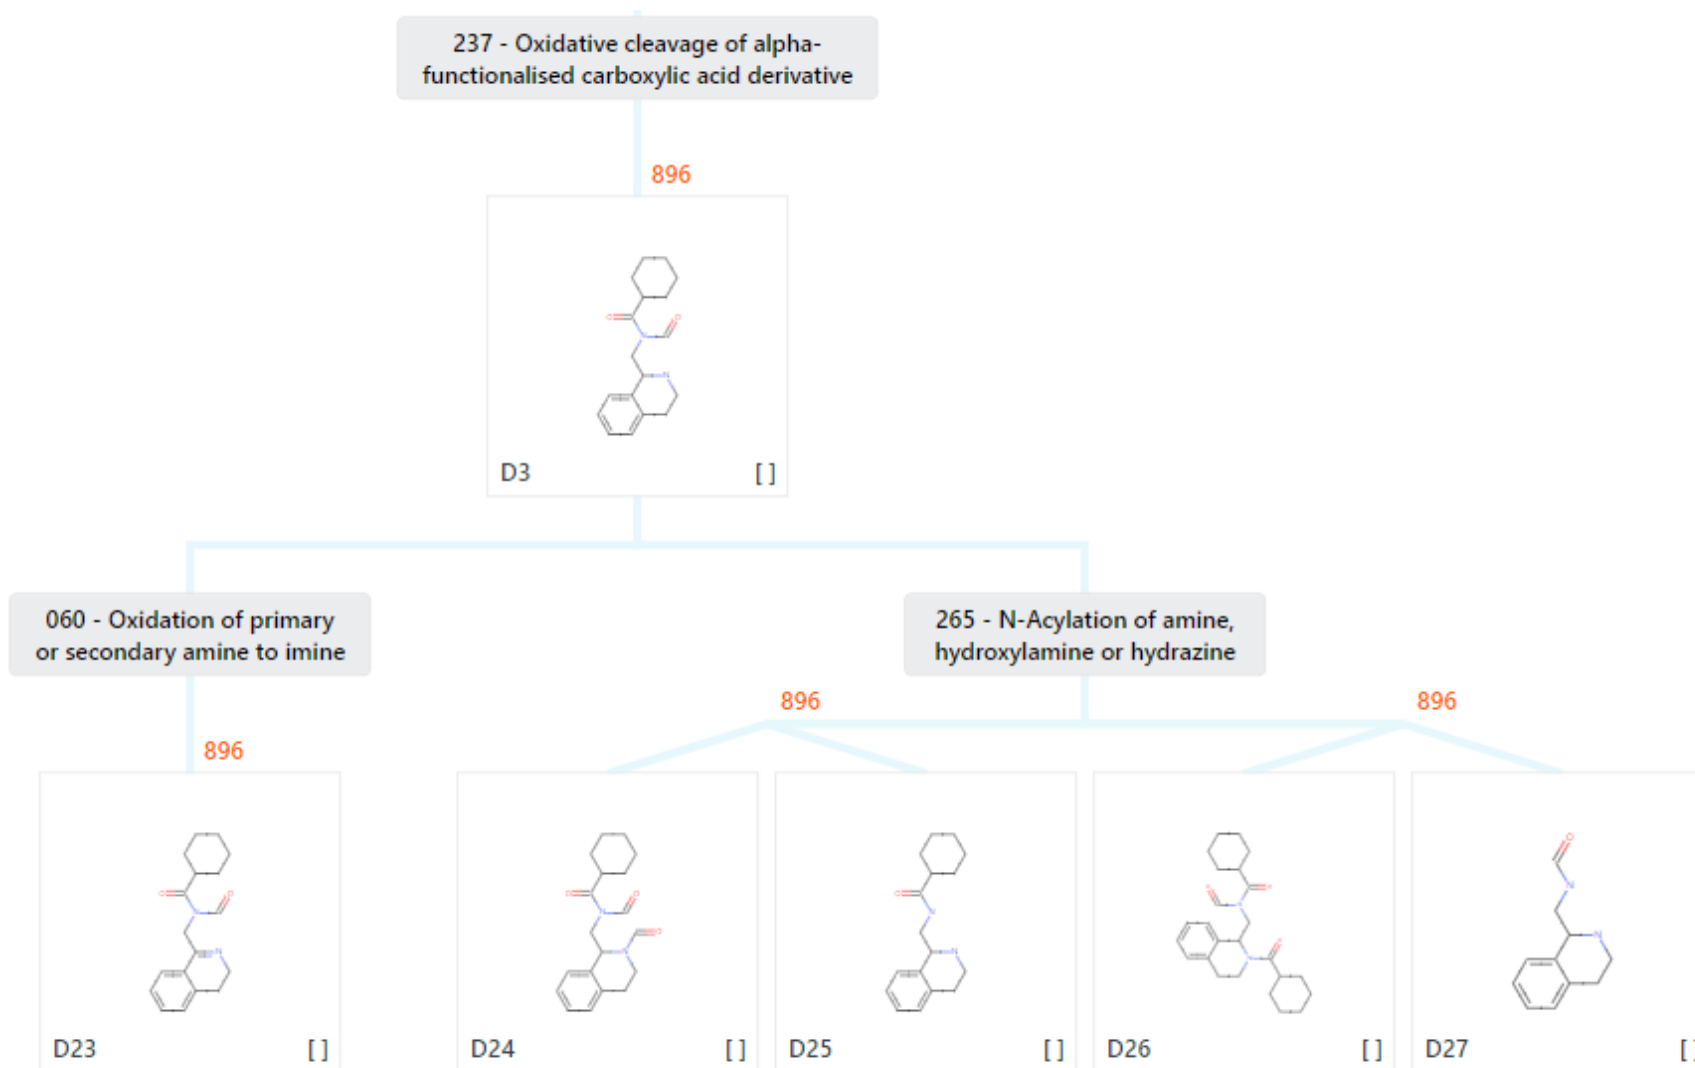 237 - Oxidative cleavage of alpha-
functionalised carboxylic acid derivative
896
D3 []
060 - Oxidation of primary
or secondary amine to imine
265 - N-Acylation of amine,
hydroxylamine or hydrazine
896
896
896
D23 []
D24 []
D25 []
D26 []
D27 [